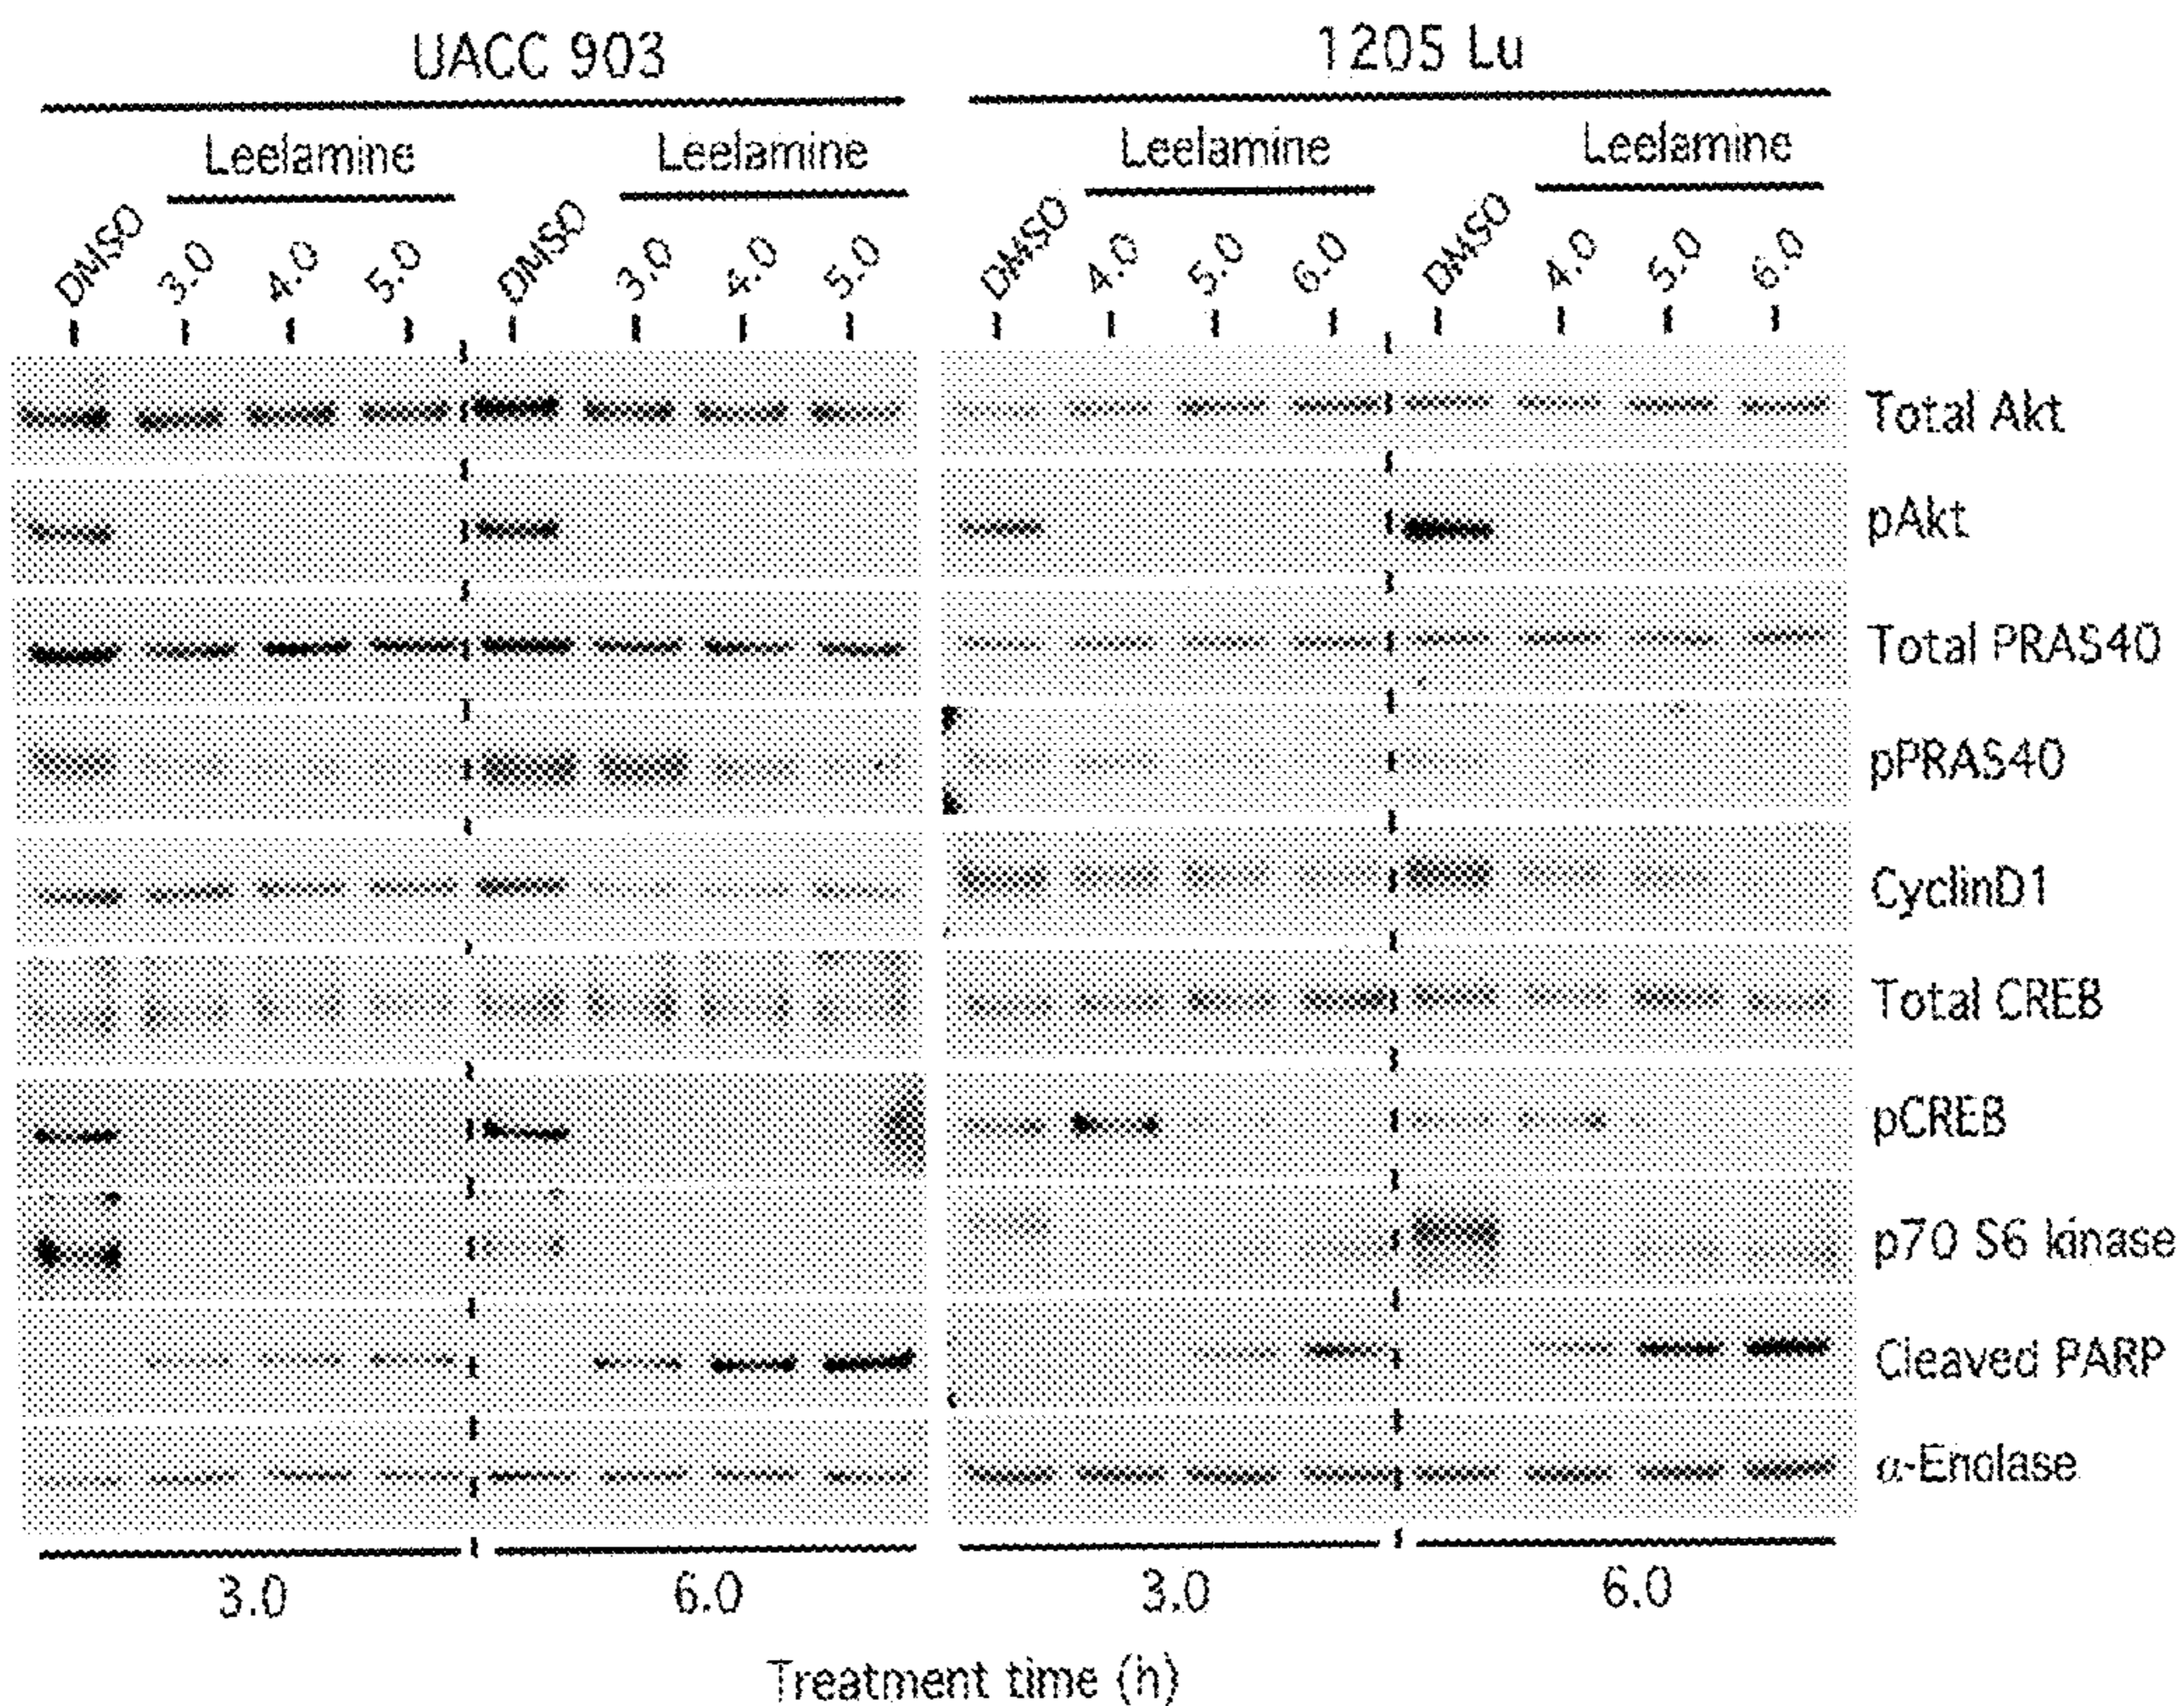 UACC 903 1205 Lu
Leelamine Leelamine Leelamine Leelamine
DMSO 3.0 4.0 5.0 DMSO 3.0 4.0 5.0 DMSO 4.0 5.0 6.0 DMSO 4.0 5.0 6.0
Total Akt
pAkt
Total PRAS40
pPRAS40
CyclinD1
Total CREB
pCREB
p70 S6 kinase
Cleaved PARP
α-Enolase
3.0 6.0 3.0 6.0
Treatment time (h)